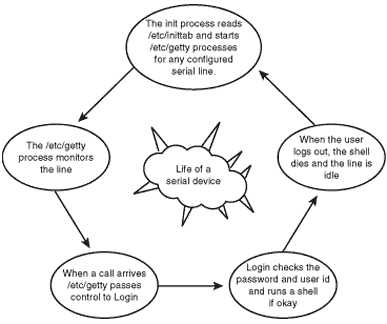 The init process reads
/etc/inittab and starts
/etc/getty processes
for any configured
serial line.
The /etc/getty
process monitors
the line
Life of a
serial device
When the user
logs out, the shell
dies and the line is
idle
When a call arrives
/etc/getty passes
control to Login
Login checks the
password and user id
and runs a shell
if okay